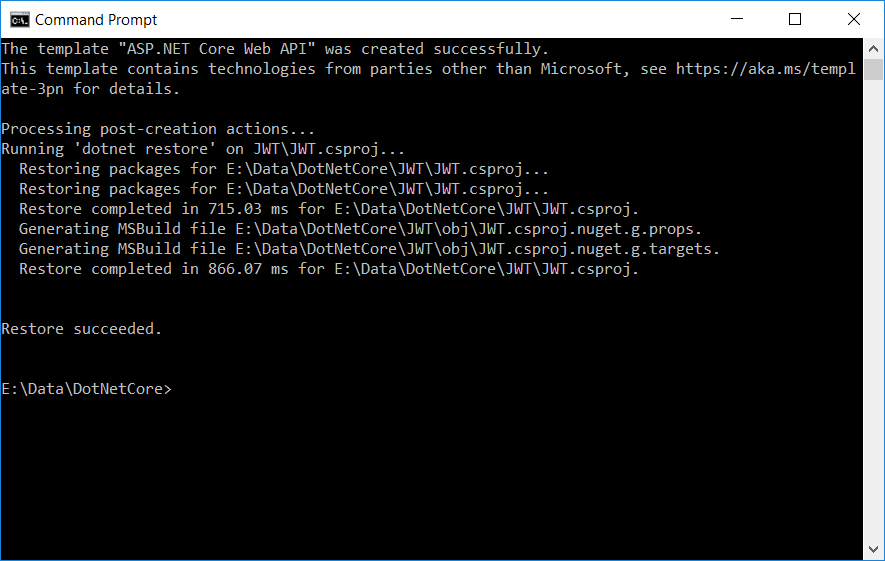 Command Prompt
The template "ASP.NET Core Web API" was created successfully.
This template contains technologies from parties other than Microsoft, see https://aka.ms/templ
ate-3pn for details.
Processing post-creation actions...
Running 'dotnet restore' on JWT\JWT.csproj...
  Restoring packages for E:\Data\DotNetCore\JWT\JWT.csproj...
  Restoring packages for E:\Data\DotNetCore\JWT\JWT.csproj...
  Restore completed in 715.03 ms for E:\Data\DotNetCore\JWT\JWT.csproj.
  Generating MSBuild file E:\Data\DotNetCore\JWT\obj\JWT.csproj.nuget.g.props.
  Generating MSBuild file E:\Data\DotNetCore\JWT\obj\JWT.csproj.nuget.g.targets.
  Restore completed in 866.07 ms for E:\Data\DotNetCore\JWT\JWT.csproj.
Restore succeeded.
E:\Data\DotNetCore>